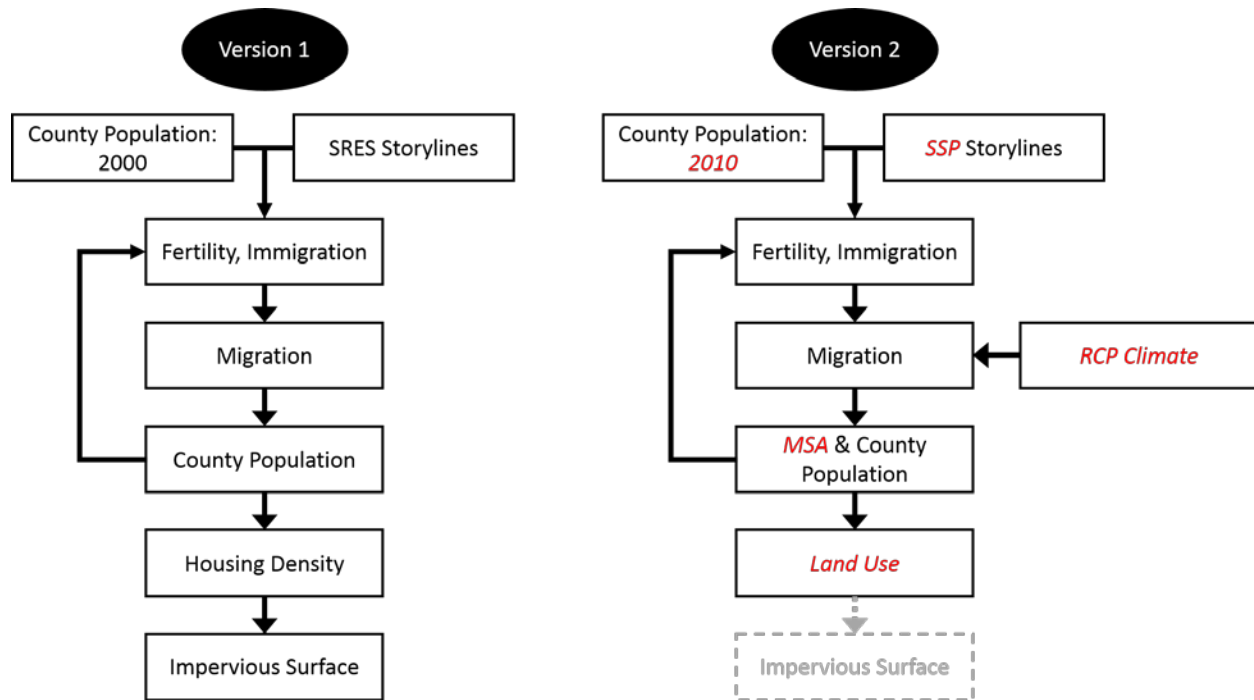 Version 1
County Population:
2000
SRES Storylines
Fertility, Immigration
Migration
County Population
Housing Density
Impervious Surface
Version 2
County Population:
2010
SSP Storylines
Fertility, Immigration
Migration
RCP Climate
MSA & County
Population
Land Use
Impervious Surface